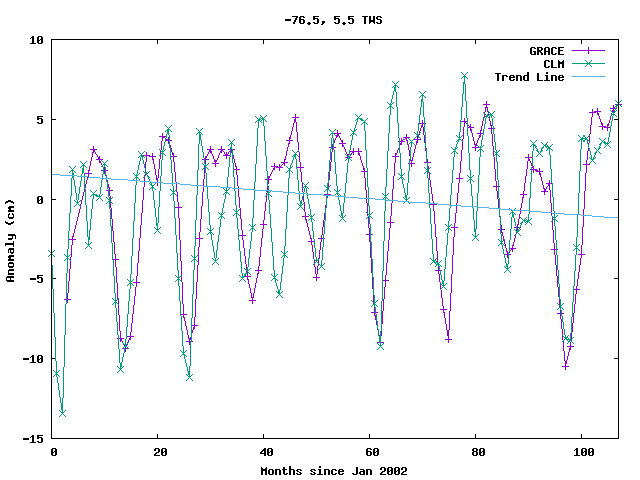 -76.5, 5.5 TWS
GRACE
CLM
Trend Line
10
5
0
-5
-10
-15
Anomaly (cm)
0 20 40 60 80 100
Months since Jan 2002